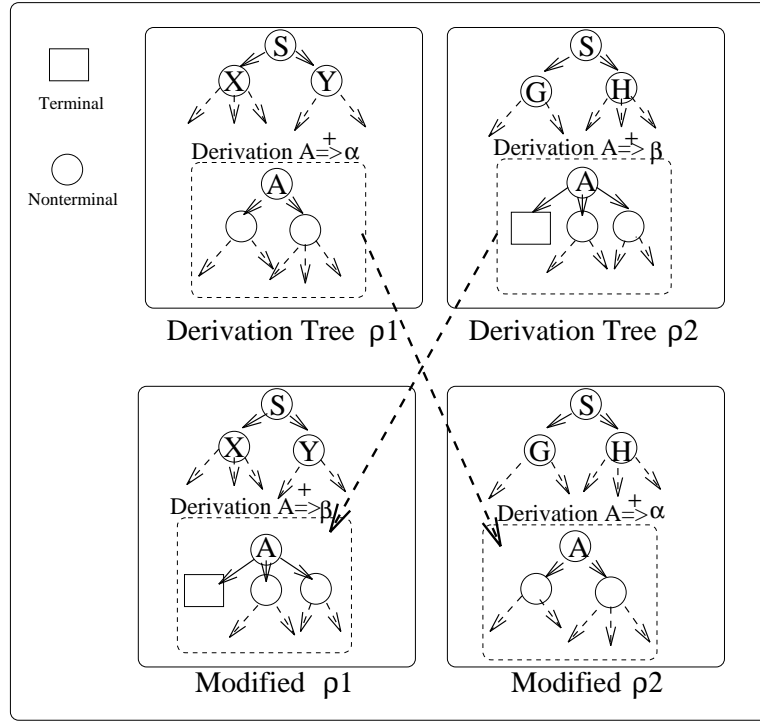 Terminal
Nonterminal
S
X Y
Derivation A=>+ α
A
Derivation Tree ρ1
S
G H
Derivation A=>+ β
A
Derivation Tree ρ2
S
X Y
Derivation A=>+ β
A
Modified ρ1
S
G H
Derivation A=>+ α
A
Modified ρ2